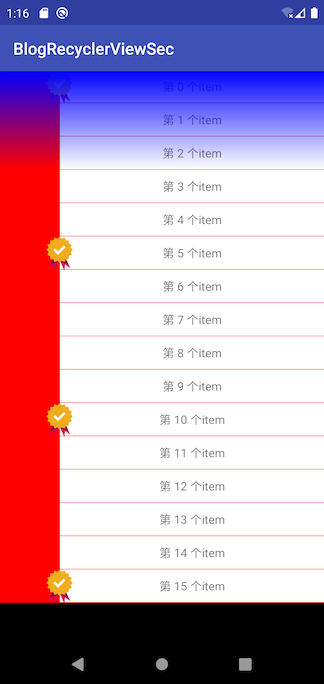 1:16
BlogRecyclerViewSec
第 0 个item
第 1 个item
第 2 个item
第 3 个item
第 4 个item
第 5 个item
第 6 个item
第 7 个item
第 8 个item
第 9 个item
第 10 个item
第 11 个item
第 12 个item
第 13 个item
第 14 个item
第 15 个item